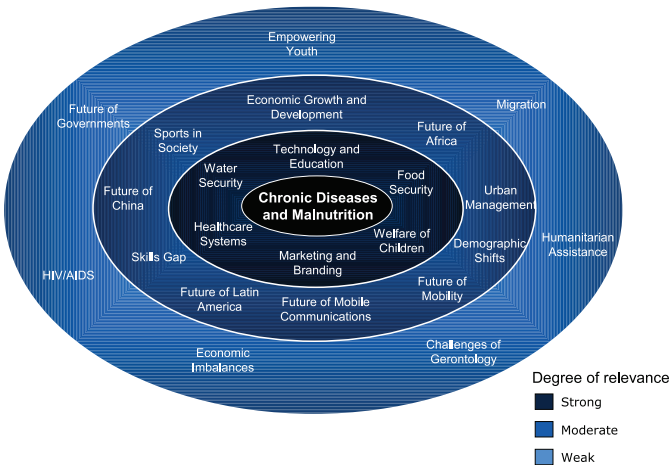 Empowering
Youth
Future of
Governments
Migration
Economic Growth and
Development
Sports in
Society
Future of
Africa
Technology and
Education
Water
Security
Food
Security
Future of
China
Chronic Diseases
and Malnutrition
Urban
Management
Healthcare
Systems
Welfare of
Children
Humanitarian
Assistance
Skills Gap
Marketing and
Branding
Demographic
Shifts
HIV/AIDS
Future of Latin
America
Future of Mobile
Communications
Future of
Mobility
Economic
Imbalances
Challenges of
Gerontology
Degree of relevance
Strong
Moderate
Weak